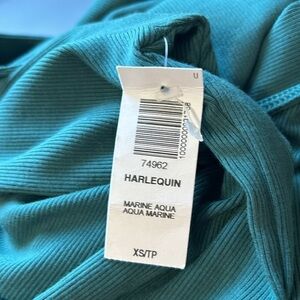 U
74962
HARLEQUIN
MARINE AQUA
AQUA MARINE
XS/TP